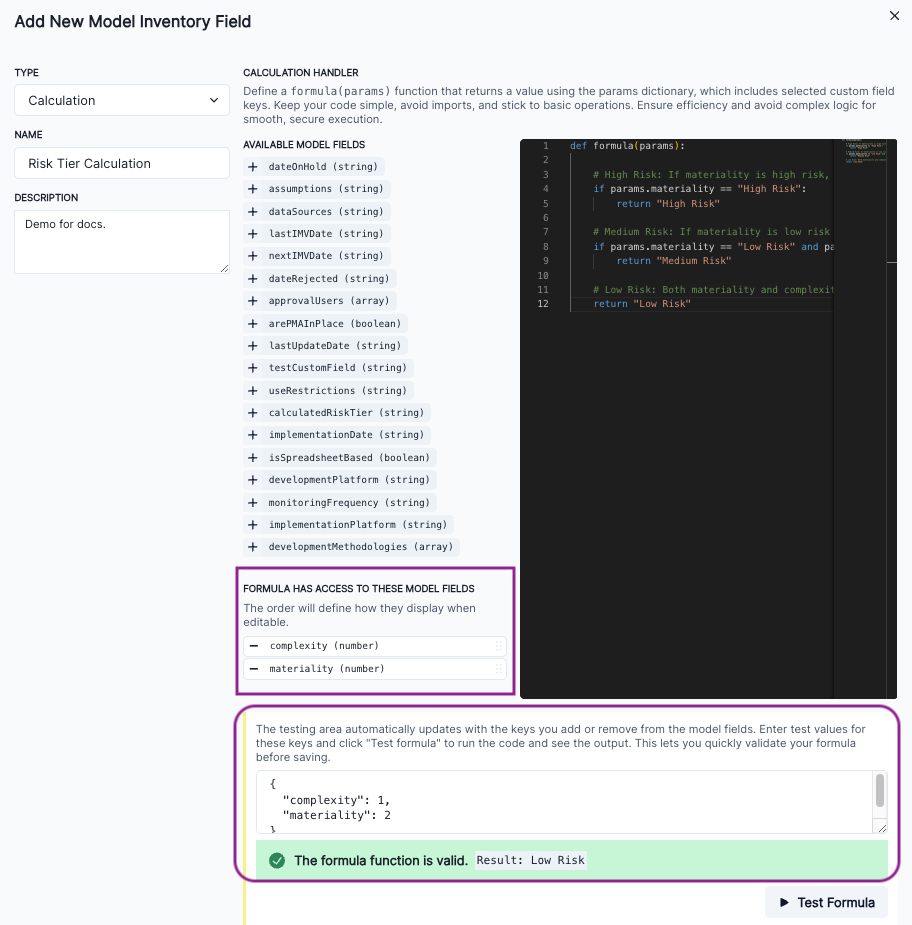 Add New Model Inventory Field
TYPE
Calculation
NAME
Risk Tier Calculation
DESCRIPTION
Demo for docs.
CALCULATION HANDLER
Define a formula(params) function that returns a value using the params dictionary, which includes selected custom field
keys. Keep your code simple, avoid imports, and stick to basic operations. Ensure efficiency and avoid complex logic for
smooth, secure execution.
AVAILABLE MODEL FIELDS
dateOnHold (string)
assumptions (string)
dataSources (string)
lastIMVDate (string)
nextIMVDate (string)
dateRejected (string)
approvalUsers (array)
arePMAInPlace (boolean)
lastUpdateDate (string)
testCustomField (string)
useRestrictions (string)
calculatedRiskTier (string)
implementationDate (string)
isSpreadsheetBased (boolean)
developmentPlatform (string)
monitoringFrequency (string)
implementationPlatform (string)
developmentMethodologies (array)
FORMULA HAS ACCESS TO THESE MODEL FIELDS
The order will define how they display when
editable.
complexity (number)
materiality (number)
1 def formula(params):
2
3 # High Risk: If materiality is high risk,
4 if params.materiality == "High Risk":
5 return "High Risk"
6
7 # Medium Risk: If materiality is low risk
8 if params.materiality == "Low Risk" and pa
9 return "Medium Risk"
10
11 # Low Risk: Both materiality and complexit
12 return "Low Risk"
The testing area automatically updates with the keys you add or remove from the model fields. Enter test values for
these keys and click "Test formula" to run the code and see the output. This lets you quickly validate your formula
before saving.
{
"complexity": 1,
"materiality": 2
}
The formula function is valid. Result: Low Risk
Test Formula